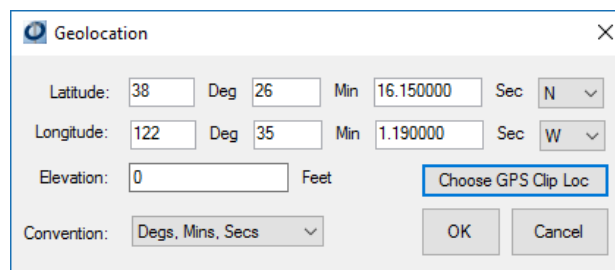 Geolocation
Latitude: 38 Deg 26 Min 16.150000 Sec N
Longitude: 122 Deg 35 Min 1.190000 Sec W
Elevation: 0 Feet Choose GPS Clip Loc
Convention: Degs, Mins, Secs OK Cancel